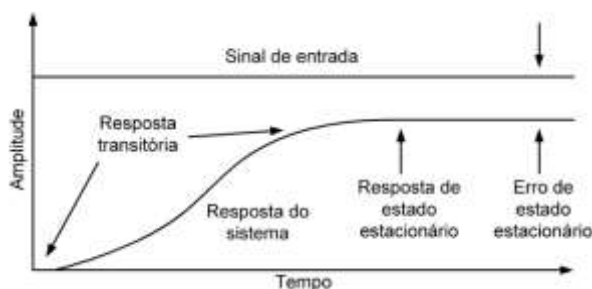 Sinal de entrada
Resposta
transitória
Amplitude
Resposta do
sistema
Resposta de
estado
estacionário
Erro de
estado
estacionário
Tempo